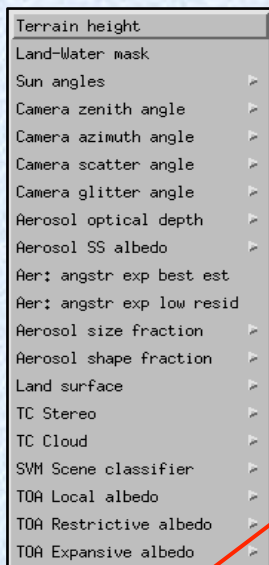 Terrain height
Land-Water mask
Sun angles
Camera zenith angle
Camera azimuth angle
Camera scatter angle
Camera glitter angle
Aerosol optical depth
Aerosol SS albedo
Aer: angstr exp best est
Aer: angstr exp low resid
Aerosol size fraction
Aerosol shape fraction
Land surface
TC Stereo
TC Cloud
SVM Scene classifier
TOA Local albedo
TOA Restrictive albedo
TOA Expansive albedo